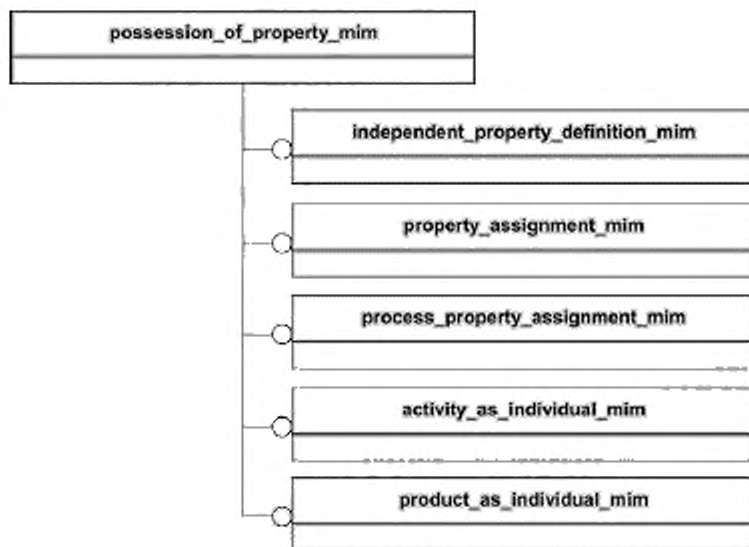 possession_of_property_mim
independent_property_definition_mim
property_assignment_mim
process_property_assignment_mim
activity_as_individual_mim
product_as_individual_mim